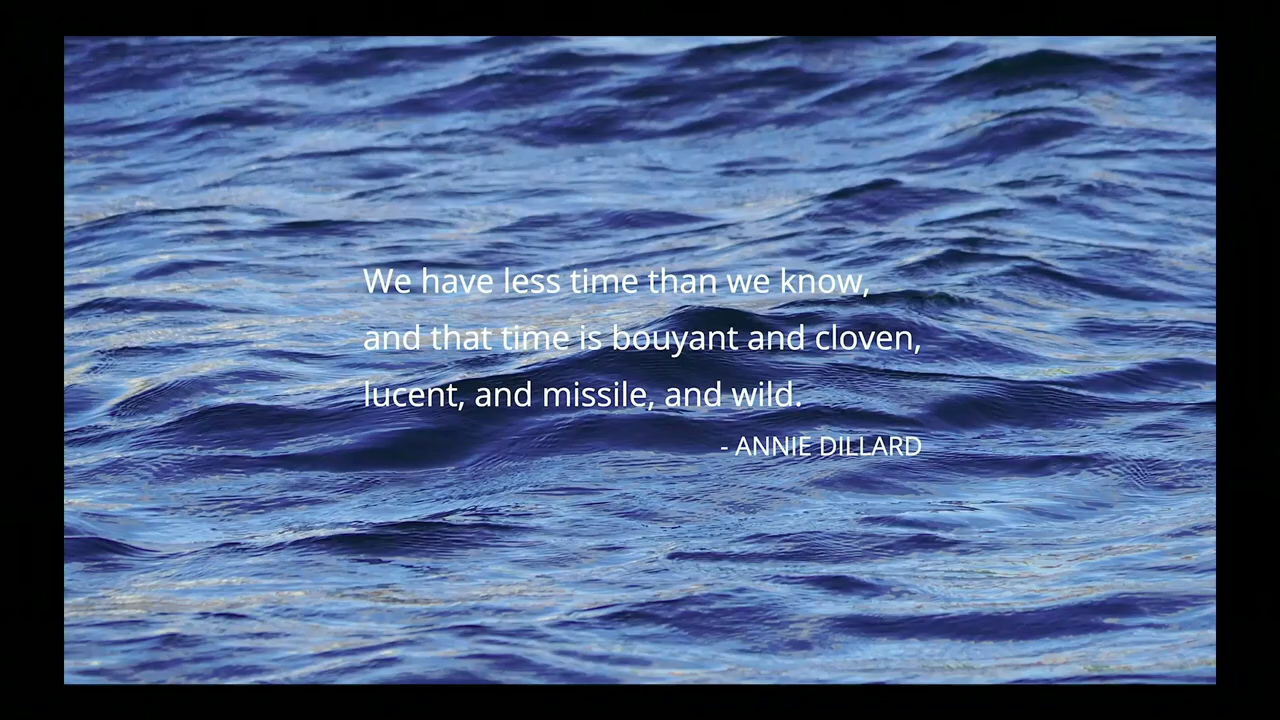 We have less time than we know,
and that time is bouyant and cloven,
lucent, and missile, and wild.
- ANNIE DILLARD